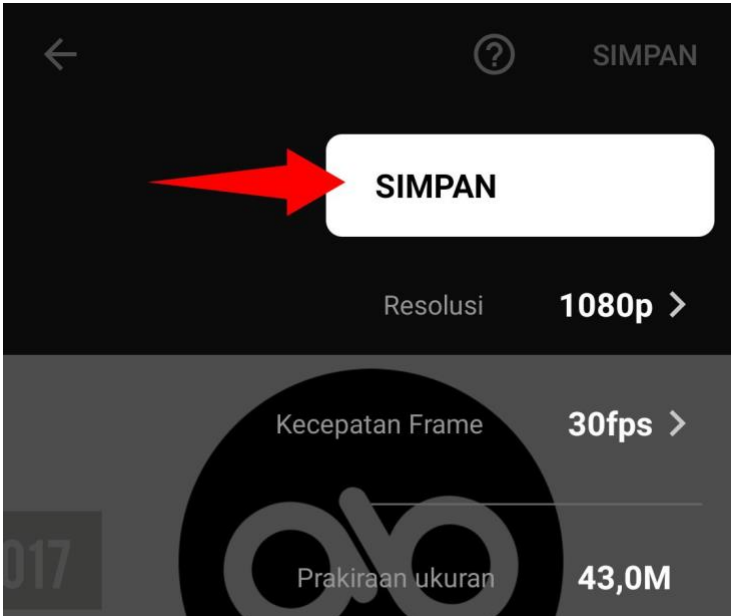 SIMPAN
SIMPAN
Resolusi 1080p
Kecepatan Frame 30fps
Prakiraan ukuran 43,0M
017